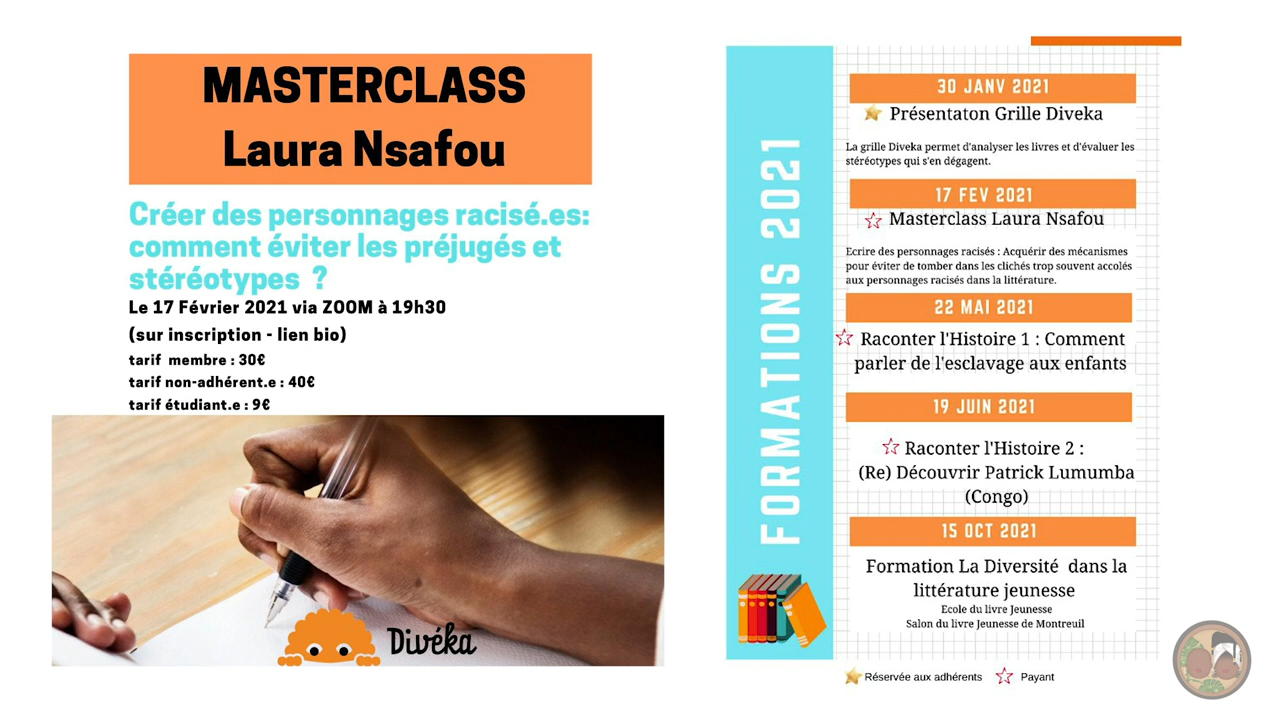 MASTERCLASS
Laura Nsafou
Créer des personnages racisé.es:
comment éviter les préjugés et
stéréotypes  ?
Le 17 Février 2021 via ZOOM à 19h30
(sur inscription - lien bio)
tarif  membre : 30€
tarif non-adhérent.e : 40€
tarif étudiant.e : 9€
Divéka
FORMATIONS 2021
30 JANV 2021
Présentaton Grille Diveka
La grille Diveka permet d'analyser les livres et d'évaluer les
stéréotypes qui s'en dégagent.
17 FEV 2021
Masterclass Laura Nsafou
Ecrire des personnages racisés : Acquérir des mécanismes
pour éviter de tomber dans les clichés trop souvent accolés
aux personnages racisés dans la littérature.
22 MAI 2021
Raconter l'Histoire 1 : Comment
parler de l'esclavage aux enfants
19 JUIN 2021
Raconter l'Histoire 2 :
(Re) Découvrir Patrick Lumumba
(Congo)
15 OCT 2021
Formation La Diversité  dans la
littérature jeunesse
Ecole du livre Jeunesse
Salon du livre Jeunesse de Montreuil
Réservée aux adhérents
Payant